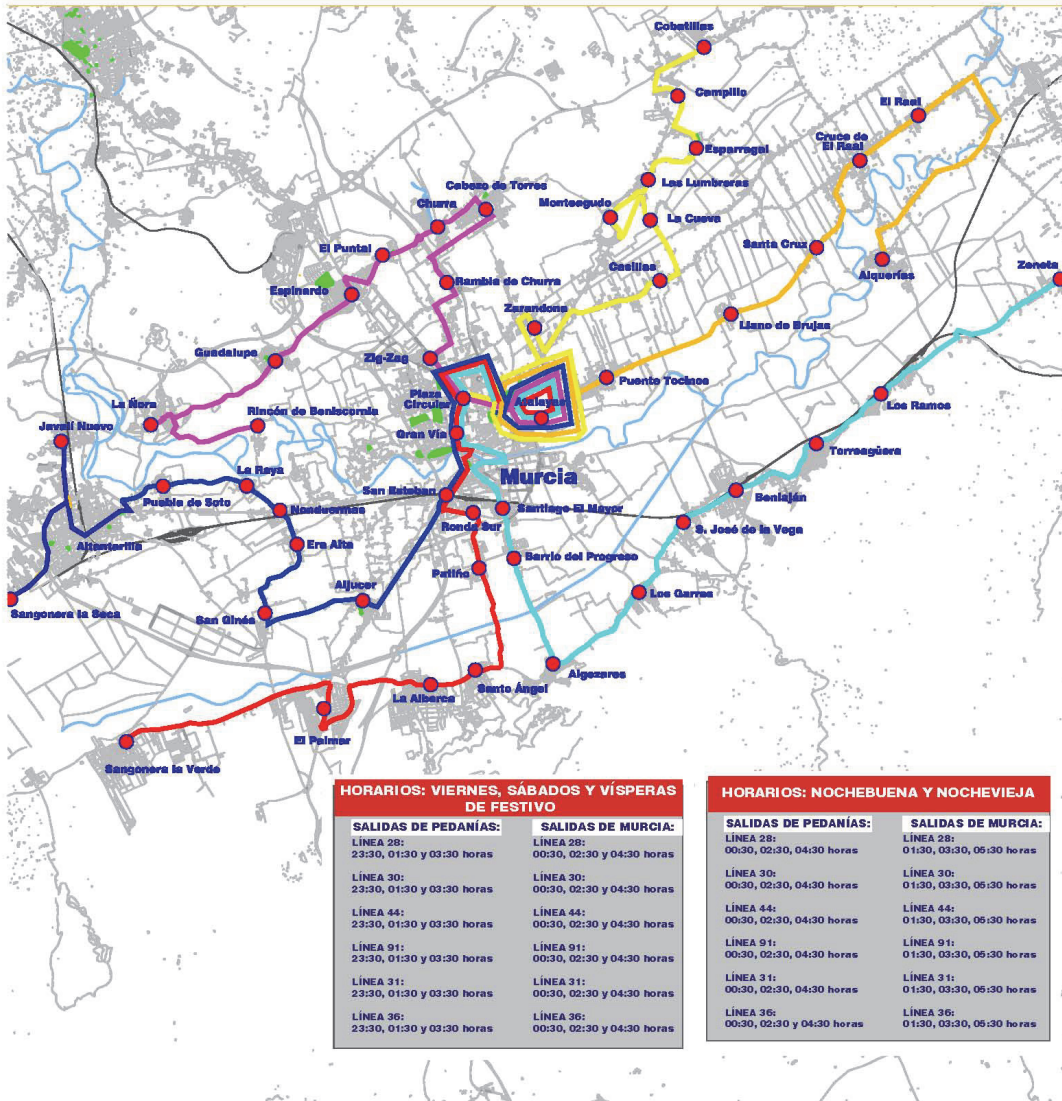 Cobatillas
Campillo
El Raal
Cruce de
El Raal
Esparragal
Cabezo de Torres
Las Lumbreras
Churra
Monteagudo
La Cueva
El Puntal
Santa Cruz
Alquerías
Zeneta
Espinardo
Rambla de Churra
Casillas
Zarandona
Llano de Brujas
Guadalupe
Zig-Zag
Puente Tocinos
La Ñora
Rincón de Beniscornia
Plaza
Circular
Atalayas
Los Ramos
Javalí Nuevo
Gran Vía
Torreagüera
La Raya
Murcia
Puebla de Soto
San Esteban
Beniaján
Nonduermas
Santiago El Mayor
Ronda Sur
S. José de la Vega
Alcantarilla
Era Alta
Barrio del Progreso
Patiño
Aljucer
Los Garres
Sangonera la Seca
San Ginés
Algezares
Santo Ángel
La Alberca
El Palmar
Sangonera la Verde
HORARIOS: VIERNES, SÁBADOS Y VÍSPERAS
DE FESTIVO
SALIDAS DE PEDANÍAS:
LÍNEA 28:
23:30, 01:30 y 03:30 horas
LÍNEA 30:
23:30, 01:30 y 03:30 horas
LÍNEA 44:
23:30, 01:30 y 03:30 horas
LÍNEA 91:
23:30, 01:30 y 03:30 horas
LÍNEA 31:
23:30, 01:30 y 03:30 horas
LÍNEA 36:
23:30, 01:30 y 03:30 horas
SALIDAS DE MURCIA:
LÍNEA 28:
00:30, 02:30 y 04:30 horas
LÍNEA 30:
00:30, 02:30 y 04:30 horas
LÍNEA 44:
00:30, 02:30 y 04:30 horas
LÍNEA 91:
00:30, 02:30 y 04:30 horas
LÍNEA 31:
00:30, 02:30 y 04:30 horas
LÍNEA 36:
00:30, 02:30 y 04:30 horas
HORARIOS: NOCHEBUENA Y NOCHEVIEJA
SALIDAS DE PEDANÍAS:
LÍNEA 28:
00:30, 02:30, 04:30 horas
LÍNEA 30:
00:30, 02:30, 04:30 horas
LÍNEA 44:
00:30, 02:30, 04:30 horas
LÍNEA 91:
00:30, 02:30, 04:30 horas
LÍNEA 31:
00:30, 02:30, 04:30 horas
LÍNEA 36:
00:30, 02:30 y 04:30 horas
SALIDAS DE MURCIA:
LÍNEA 28:
01:30, 03:30, 05:30 horas
LÍNEA 30:
01:30, 03:30, 05:30 horas
LÍNEA 44:
01:30, 03:30, 05:30 horas
LÍNEA 91:
01:30, 03:30, 05:30 horas
LÍNEA 31:
01:30, 03:30, 05:30 horas
LÍNEA 36:
01:30, 03:30, 05:30 horas